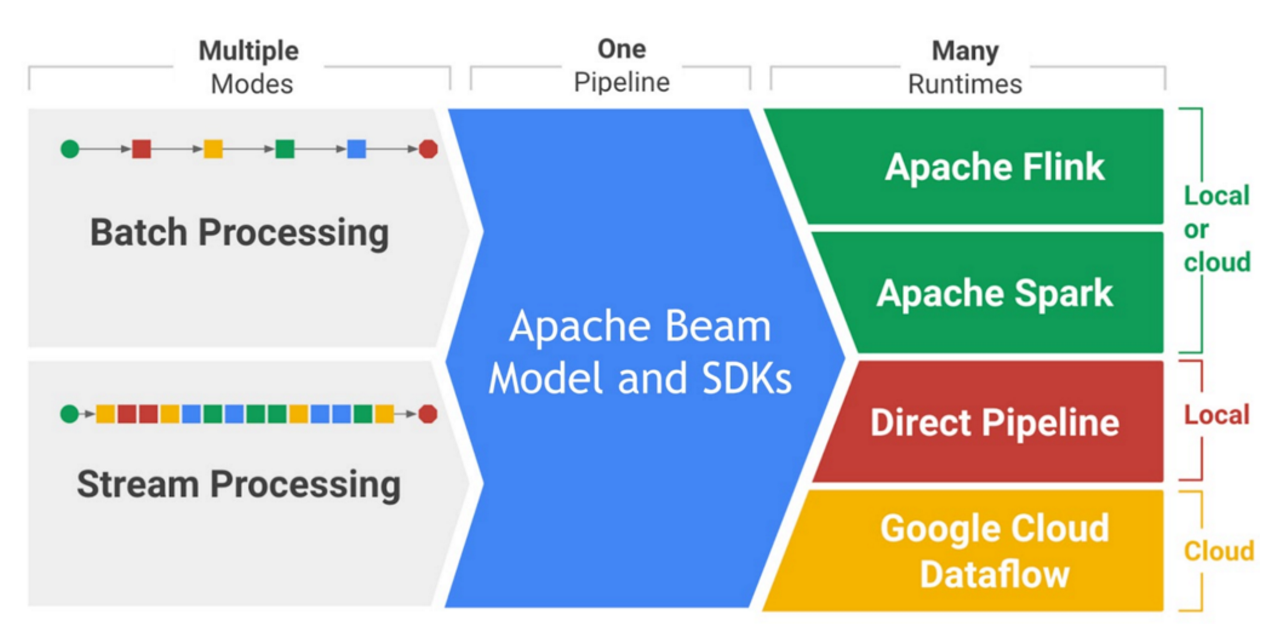 Multiple
Modes
One
Pipeline
Many
Runtimes
Batch Processing
Stream Processing
Apache Beam
Model and SDKs
Apache Flink
Apache Spark
Direct Pipeline
Google Cloud
Dataflow
Local
or
cloud
Local
Cloud